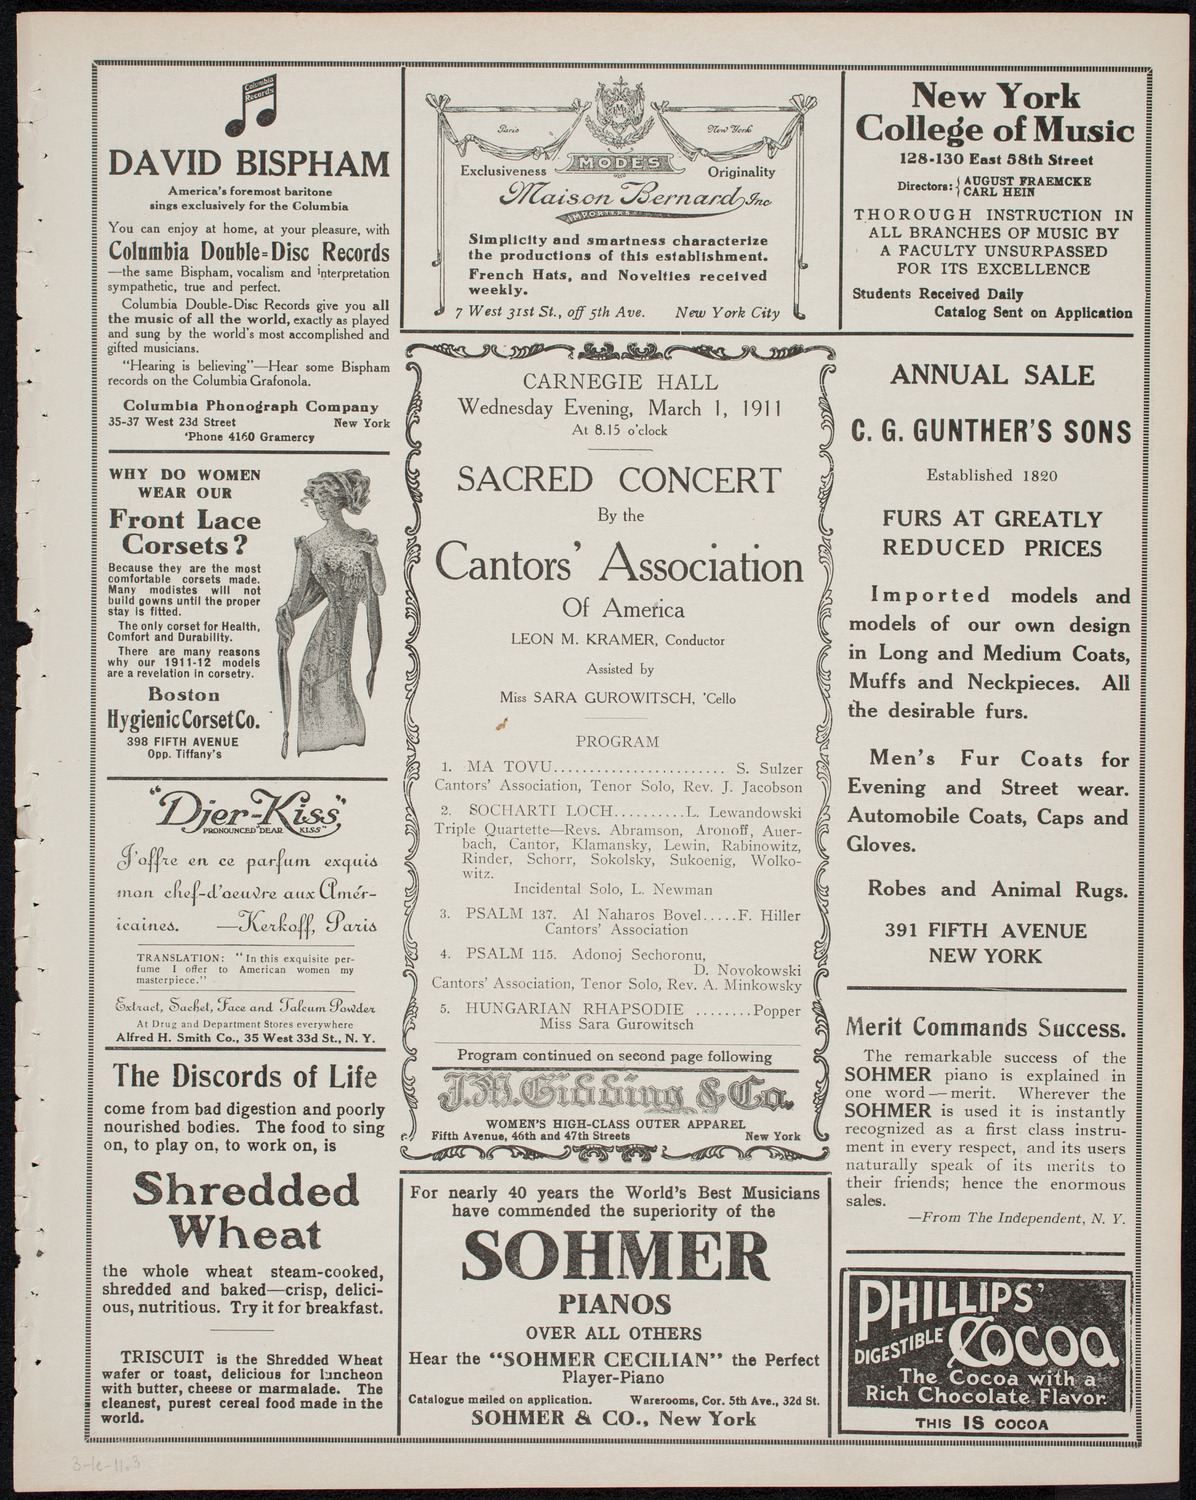 Columbia
Records
DAVID BISPHAM
America's foremost baritone
sings exclusively for the Columbia
You can enjoy at home, at your pleasure, with
Columbia Double-Disc Records
—the same Bispham, vocalism and interpretation
sympathetic, true and perfect.
Columbia Double-Disc Records give you all
the music of all the world, exactly as played
and sung by the world's most accomplished and
gifted musicians.
"Hearing is believing"—Hear some Bispham
records on the Columbia Grafonola.
Columbia Phonograph Company
35-37 West 23d Street New York
'Phone 4160 Gramercy
WHY DO WOMEN
WEAR OUR
Front Lace
Corsets?
Because they are the most
comfortable corsets made.
Many modistes will not
build gowns until the proper
stay is fitted.
The only corset for Health,
Comfort and Durability.
There are many reasons
why our 1911-12 models
are a revelation in corsetry.
Boston
Hygienic Corset Co.
398 FIFTH AVENUE
Opp. Tiffany's
"Djer-Kiss"
PRONOUNCED "DEAR KISS"
J'offre en ce parfum exquis
mon chef-d'oeuvre aux Amér-
icaines. —Kerkoff, Paris
TRANSLATION: "In this exquisite per-
fume I offer to American women my
masterpiece."
Extract, Sachet, Face and Talcum Powder
At Drug and Department Stores everywhere
Alfred H. Smith Co., 35 West 33d St., N. Y.
The Discords of Life
come from bad digestion and poorly
nourished bodies. The food to sing
on, to play on, to work on, is
Shredded
Wheat
the whole wheat steam-cooked,
shredded and baked—crisp, delici-
ous, nutritious. Try it for breakfast.
TRISCUIT is the Shredded Wheat
wafer or toast, delicious for luncheon
with butter, cheese or marmalade. The
cleanest, purest cereal food made in the
world.
Paris New York
MODES
Exclusiveness Originality
Maison Bernard Inc
IMPORTERS
Simplicity and smartness characterize
the productions of this establishment.
French Hats, and Novelties received
weekly.
7 West 31st St., off 5th Ave. New York City
CARNEGIE HALL
Wednesday Evening, March 1, 1911
At 8.15 o'clock
SACRED CONCERT
By the
Cantors' Association
Of America
LEON M. KRAMER, Conductor
Assisted by
Miss SARA GUROWITSCH, 'Cello
PROGRAM
1. MA TOVU........................ S. Sulzer
Cantors' Association, Tenor Solo, Rev. J. Jacobson
2. SOCHARTI LOCH..........L. Lewandowski
Triple Quartette—Revs. Abramson, Aronoff, Auer-
bach, Cantor, Klamansky, Lewin, Rabinowitz,
Rinder, Schorr, Sokolsky, Sukoenig, Wolko-
witz.
Incidental Solo, L. Newman
3. PSALM 137. Al Naharos Bovel.....F. Hiller
Cantors' Association
4. PSALM 115. Adonoj Sechoronu,
D. Novokowski
Cantors' Association, Tenor Solo, Rev. A. Minkowsky
5. HUNGARIAN RHAPSODIE ........Popper
Miss Sara Gurowitsch
Program continued on second page following
J.M. Gidding & Co.
WOMEN'S HIGH-CLASS OUTER APPAREL
Fifth Avenue, 46th and 47th Streets New York
For nearly 40 years the World's Best Musicians
have commended the superiority of the
SOHMER
PIANOS
OVER ALL OTHERS
Hear the "SOHMER CECILIAN" the Perfect
Player-Piano
Catalogue mailed on application. Warerooms, Cor. 5th Ave., 32d St.
SOHMER & CO., New York
New York
College of Music
128-130 East 58th Street
Directors: { AUGUST FRAEMCKE
CARL HEIN
THOROUGH INSTRUCTION IN
ALL BRANCHES OF MUSIC BY
A FACULTY UNSURPASSED
FOR ITS EXCELLENCE
Students Received Daily
Catalog Sent on Application
ANNUAL SALE
C. G. GUNTHER'S SONS
Established 1820
FURS AT GREATLY
REDUCED PRICES
Imported models and
models of our own design
in Long and Medium Coats,
Muffs and Neckpieces. All
the desirable furs.
Men's Fur Coats for
Evening and Street wear.
Automobile Coats, Caps and
Gloves.
Robes and Animal Rugs.
391 FIFTH AVENUE
NEW YORK
Merit Commands Success.
The remarkable success of the
SOHMER piano is explained in
one word—merit. Wherever the
SOHMER is used it is instantly
recognized as a first class instru-
ment in every respect, and its users
naturally speak of its merits to
their friends; hence the enormous
sales.
—From The Independent, N. Y.
PHILLIPS'
DIGESTIBLE COCOA
The Cocoa with a
Rich Chocolate Flavor.
THIS IS COCOA